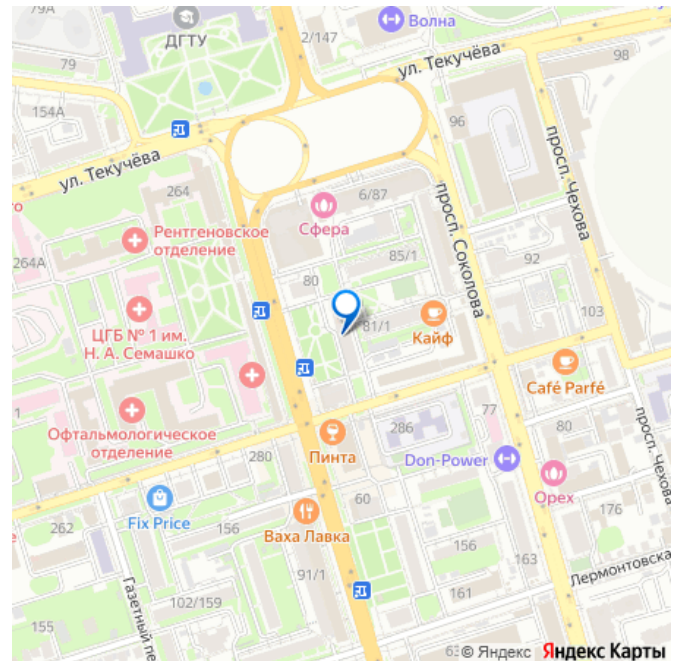 79А
ДГТУ
2/147
Волна
ул. Текучёва
98
79
154А
96
просп. Чехова
ул. Текучёва
264
6/87
просп. Соколова
Сфера
Рентгеновское
отделение
264А
85/1
92
80
ЦГБ № 1 им.
Н. А. Семашко
81/1
Кайф
103
Café Parfé
1
Офтальмологическое
отделение
286
77
80
просп. Чехова
280
Пинта
Don-Power
Орех
60
176
262
Fix Price
156
Ваха Лавка
156
163
Лермонтовска
91/1
Газетный пе
102/159
161
155
63
© Яндекс Яндекс Карты